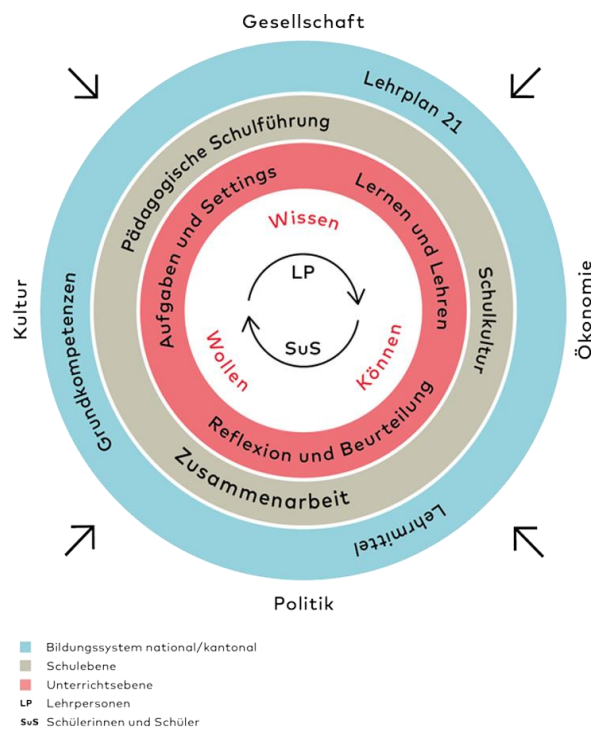 Gesellschaft
Lehrplan 21
Pädagogische Schulführung
Aufgaben und Settings
Lernen und Lehren
Wissen
LP
Kultur
Ökonomie
Grundkompetenzen
Schulkultur
SuS
Wollen
Können
Reflexion und Beurteilung
Zusammenarbeit
Lehrmittel
Politik
Bildungssystem national/kantonal
Schulebene
Unterrichtsebene
LP Lehrpersonen
SuS Schülerinnen und Schüler